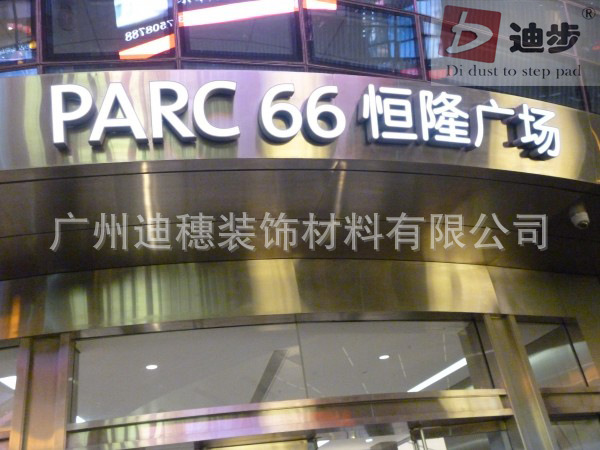 7508788
迪步®
Di dust to step pad
PARC 66 恒隆广场
广州迪穗装饰材料有限公司